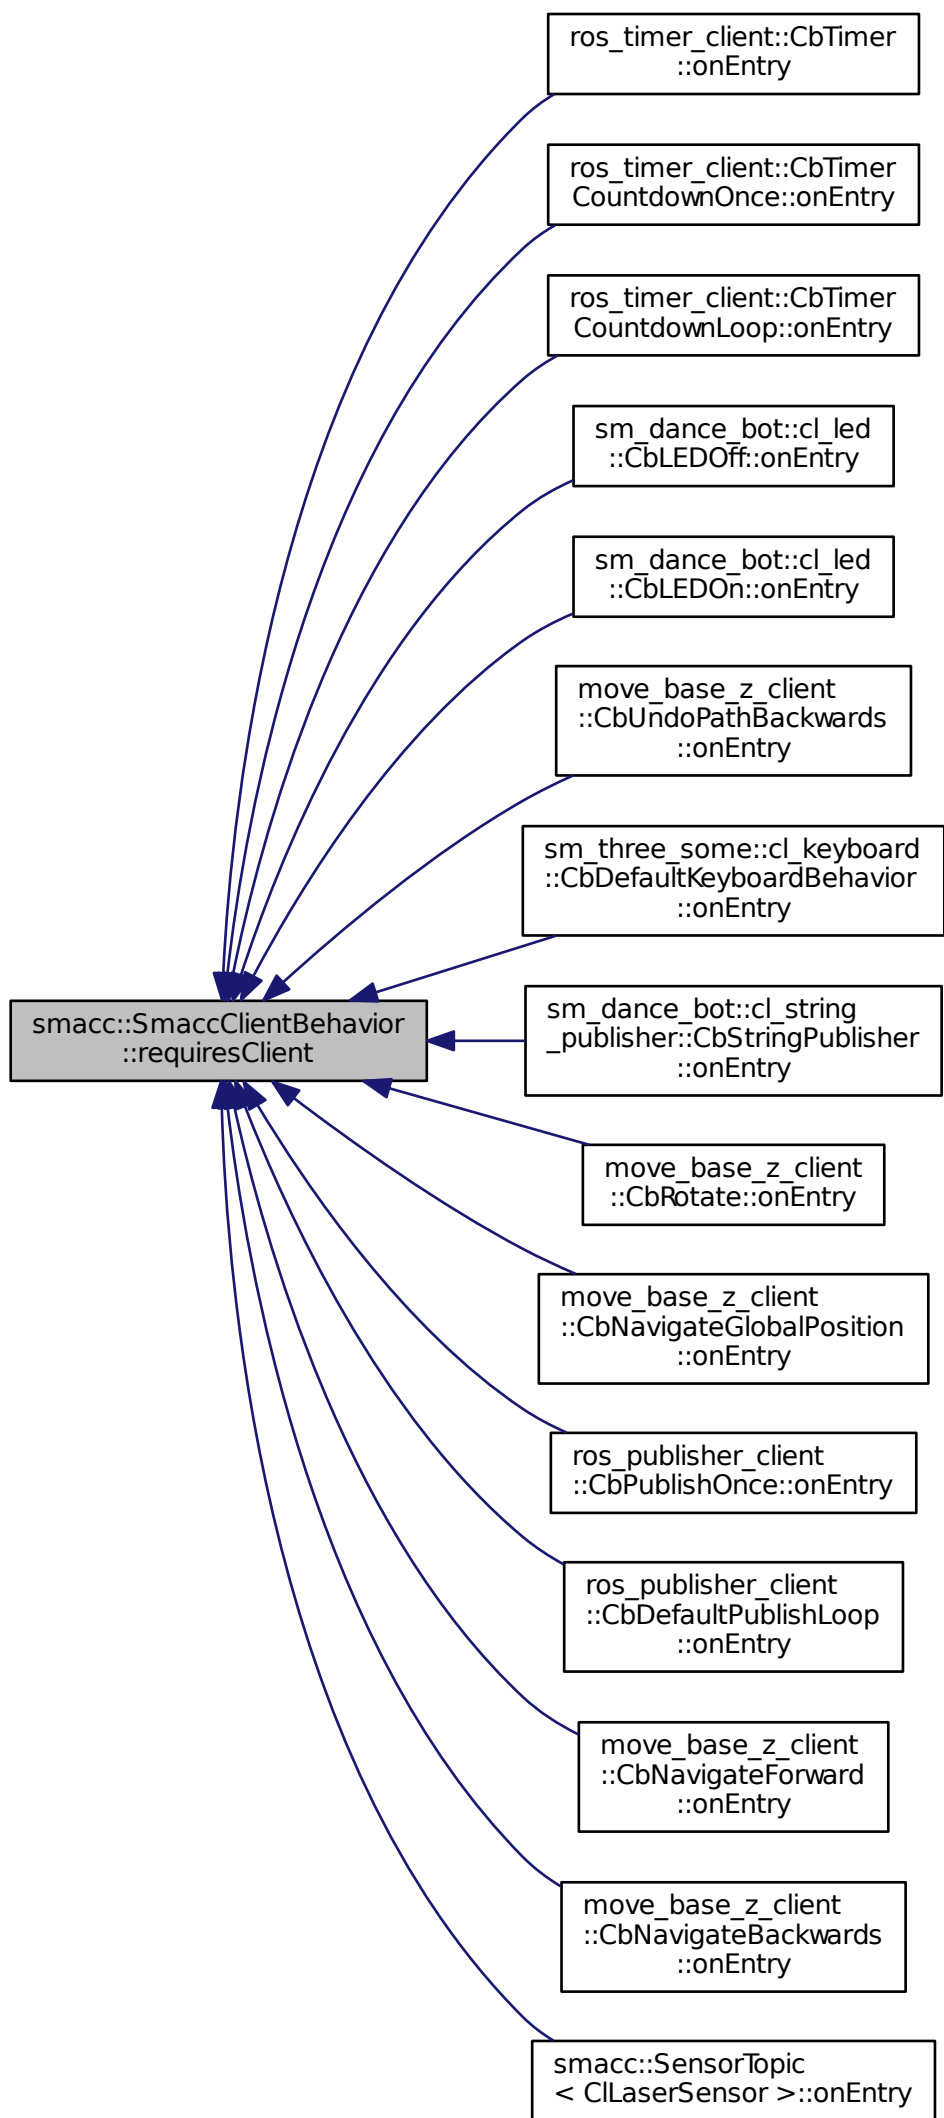 ros_timer_client::CbTimer
::onEntry
ros_timer_client::CbTimer
CountdownOnce::onEntry
ros_timer_client::CbTimer
CountdownLoop::onEntry
sm_dance_bot::cl_led
::CbLEDOff::onEntry
sm_dance_bot::cl_led
::CbLEDOn::onEntry
move_base_z_client
::CbUndoPathBackwards
::onEntry
sm_three_some::cl_keyboard
::CbDefaultKeyboardBehavior
::onEntry
smacc::SmaccClientBehavior
::requiresClient
sm_dance_bot::cl_string
_publisher::CbStringPublisher
::onEntry
move_base_z_client
::CbRotate::onEntry
move_base_z_client
::CbNavigateGlobalPosition
::onEntry
ros_publisher_client
::CbPublishOnce::onEntry
ros_publisher_client
::CbDefaultPublishLoop
::onEntry
move_base_z_client
::CbNavigateForward
::onEntry
move_base_z_client
::CbNavigateBackwards
::onEntry
smacc::SensorTopic
< ClLaserSensor >::onEntry